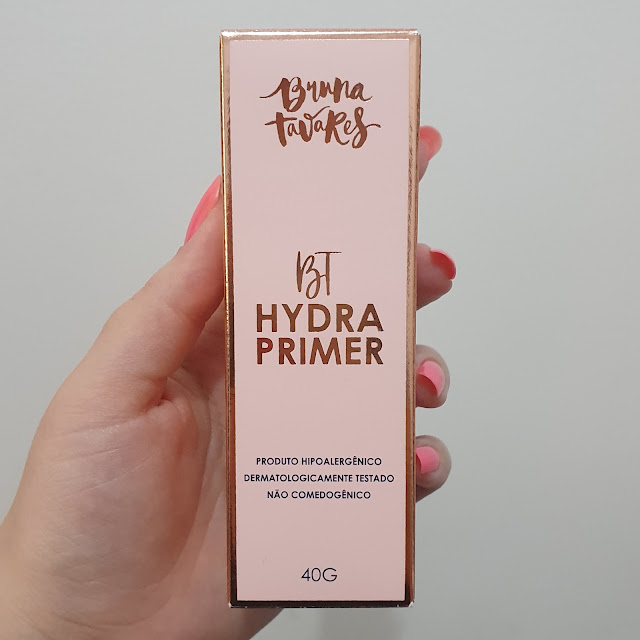 Bruna
TavaRes
BT
HYDRA
PRIMER
PRODUTO HIPOALERGÊNICO
DERMATOLOGICAMENTE TESTADO
NÃO COMEDOGÊNICO
40G